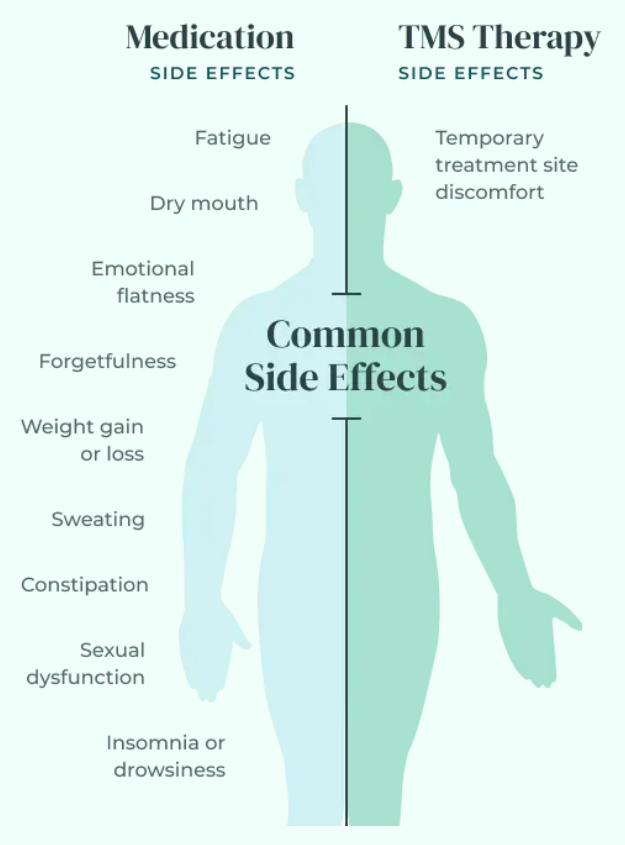 Medication
SIDE EFFECTS
TMS Therapy
SIDE EFFECTS
Fatigue
Dry mouth
Emotional
flatness
Forgetfulness
Weight gain
or loss
Sweating
Constipation
Sexual
dysfunction
Insomnia or
drowsiness
Common
Side Effects
Temporary
treatment site
discomfort